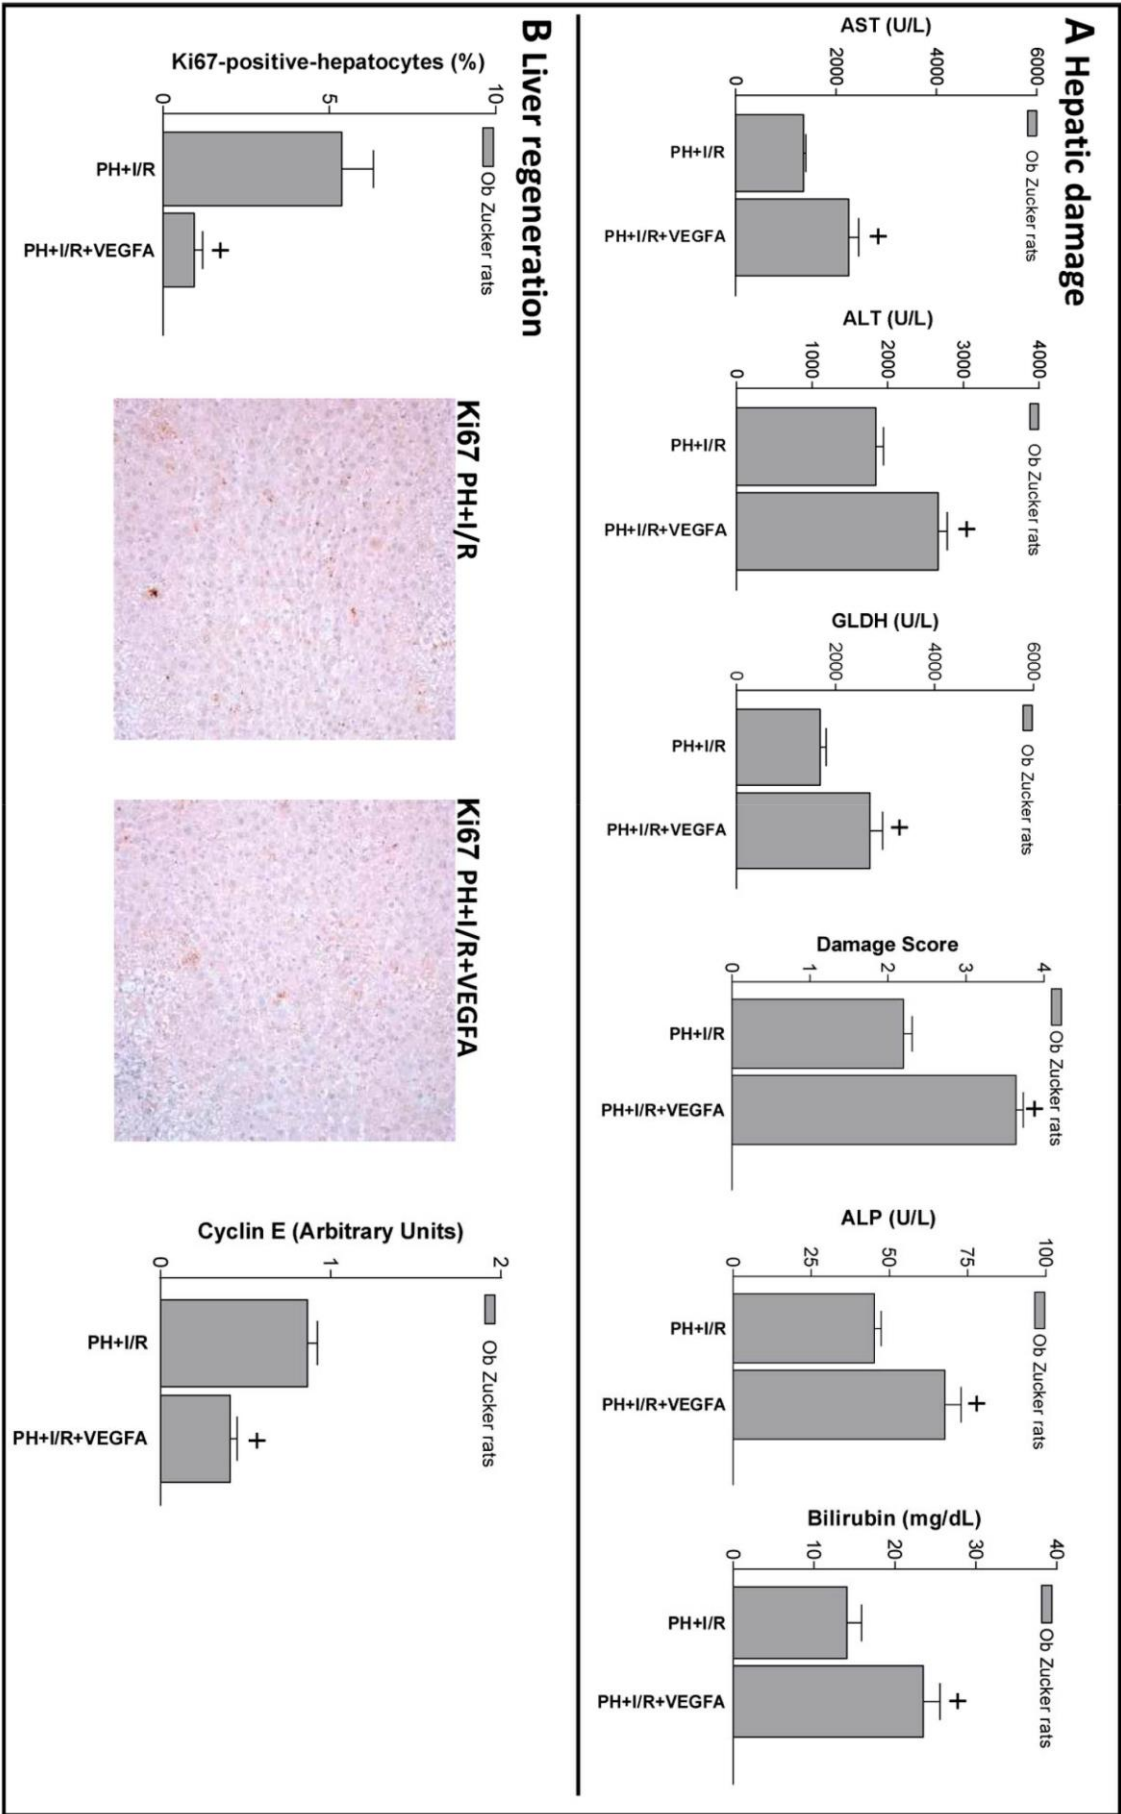 A Hepatic damage
AST (U/L)
6000
4000
2000
0
Ob Zucker rats
PH+I/R
PH+I/R+VEGFA
+
ALT (U/L)
4000
3000
2000
1000
0
Ob Zucker rats
PH+I/R
PH+I/R+VEGFA
+
GLDH (U/L)
6000
4000
2000
0
Ob Zucker rats
PH+I/R
PH+I/R+VEGFA
+
Damage Score
4
3
2
1
0
Ob Zucker rats
PH+I/R
PH+I/R+VEGFA
+
ALP (U/L)
100
75
50
25
0
Ob Zucker rats
PH+I/R
PH+I/R+VEGFA
+
Bilirubin (mg/dL)
40
30
20
10
0
Ob Zucker rats
PH+I/R
PH+I/R+VEGFA
+
B Liver regeneration
Ki67-positive-hepatocytes (%)
10
5
0
Ob Zucker rats
PH+I/R
PH+I/R+VEGFA
+
Ki67 PH+I/R
Ki67 PH+I/R+VEGFA
Cyclin E (Arbitrary Units)
2
1
0
Ob Zucker rats
PH+I/R
PH+I/R+VEGFA
+